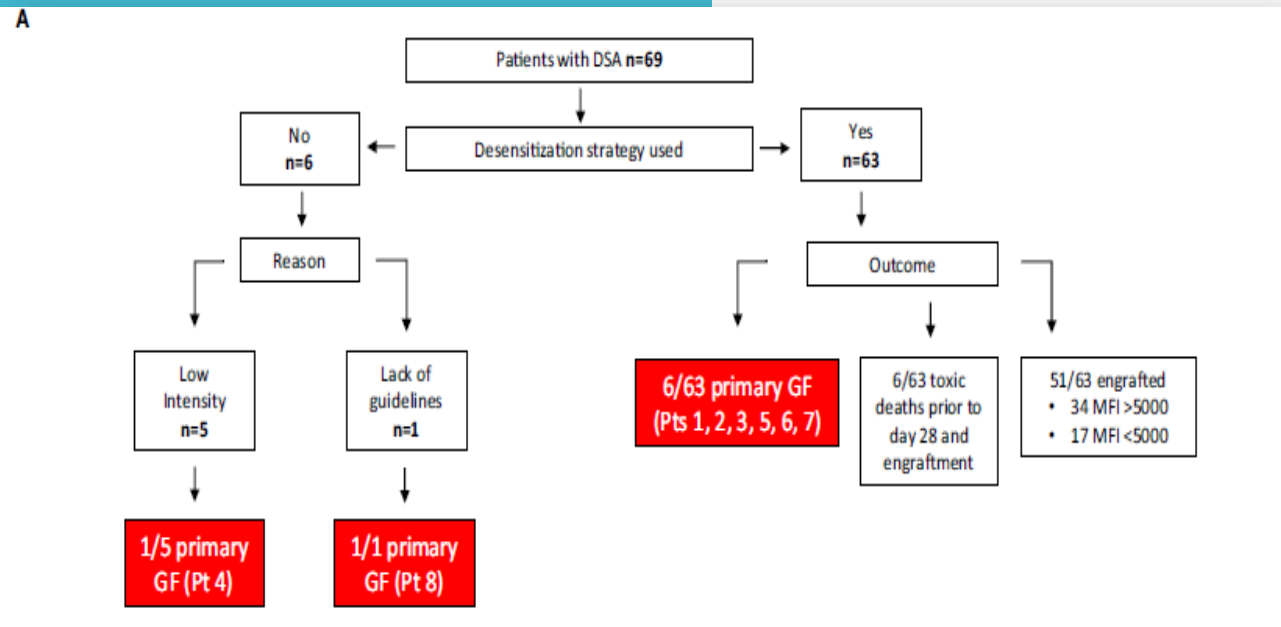 A
Patients with DSA n=69
No
n=6
Desensitization strategy used
Yes
n=63
Reason
Outcome
Low
Intensity
n=5
Lack of
guidelines
n=1
6/63 primary GF
(Pts 1, 2, 3, 5, 6, 7)
6/63 toxic
deaths prior to
day 28 and
engraftment
51/63 engrafted
• 34 MFI >5000
• 17 MFI <5000
1/5 primary
GF (Pt 4)
1/1 primary
GF (Pt 8)